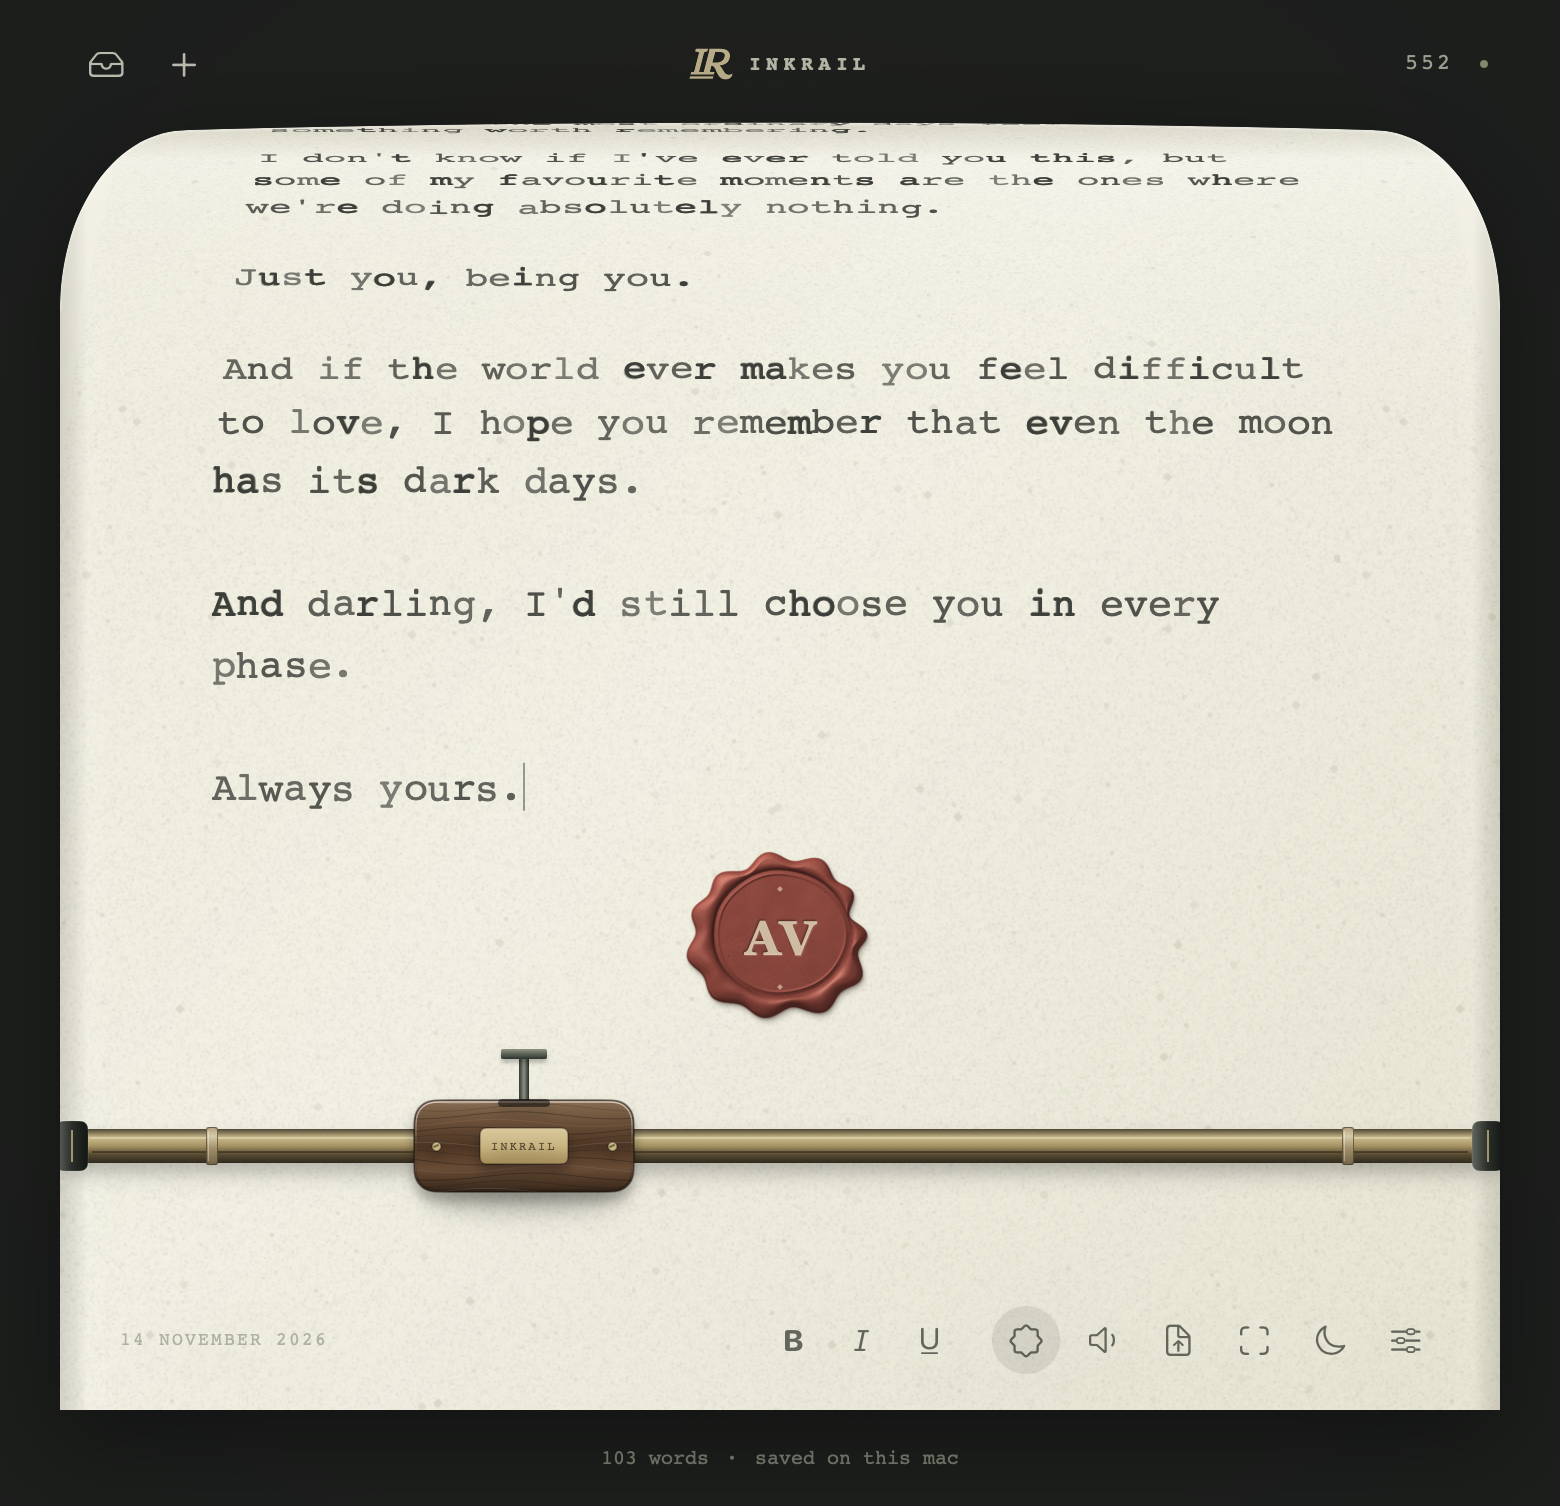 IR INKRAIL
552
something worth remembering.
I don't know if I've ever told you this, but
some of my favourite moments are the ones where
we're doing absolutely nothing.
Just you, being you.
And if the world ever makes you feel difficult
to love, I hope you remember that even the moon
has its dark days.
And darling, I'd still choose you in every
phase.
Always yours.
AV
INKRAIL
14 NOVEMBER 2026
B I U
103 words · saved on this mac